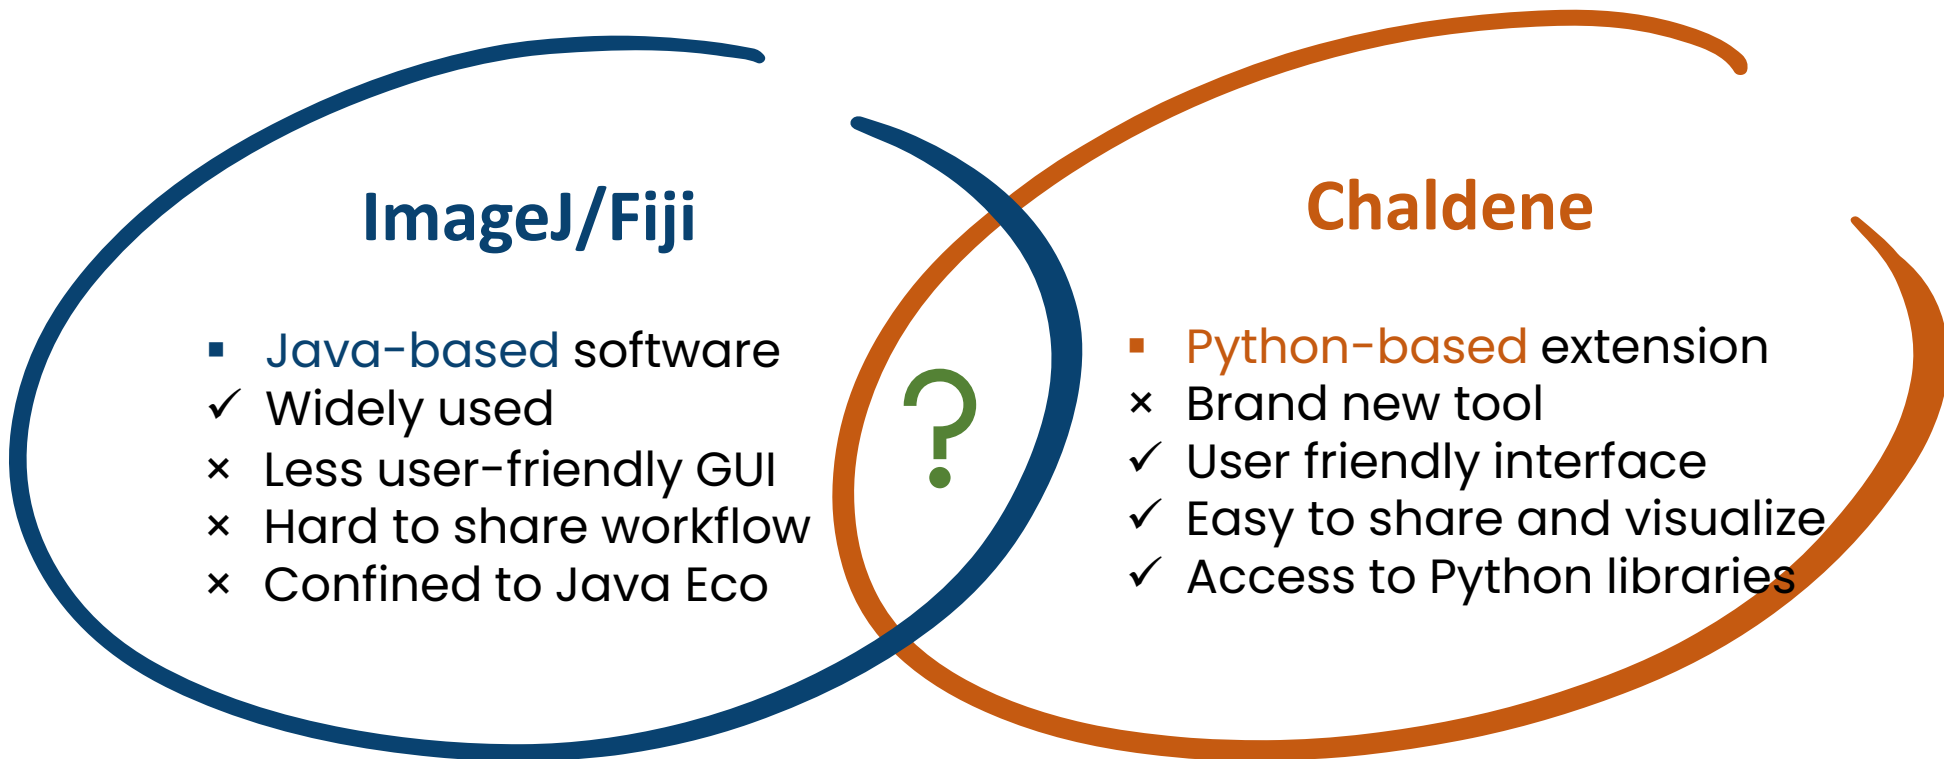 ImageJ/Fiji
▪ Java-based software
✓ Widely used
× Less user-friendly GUI
× Hard to share workflow
× Confined to Java Eco
?
Chaldene
▪ Python-based extension
× Brand new tool
✓ User friendly interface
✓ Easy to share and visualize
✓ Access to Python libraries